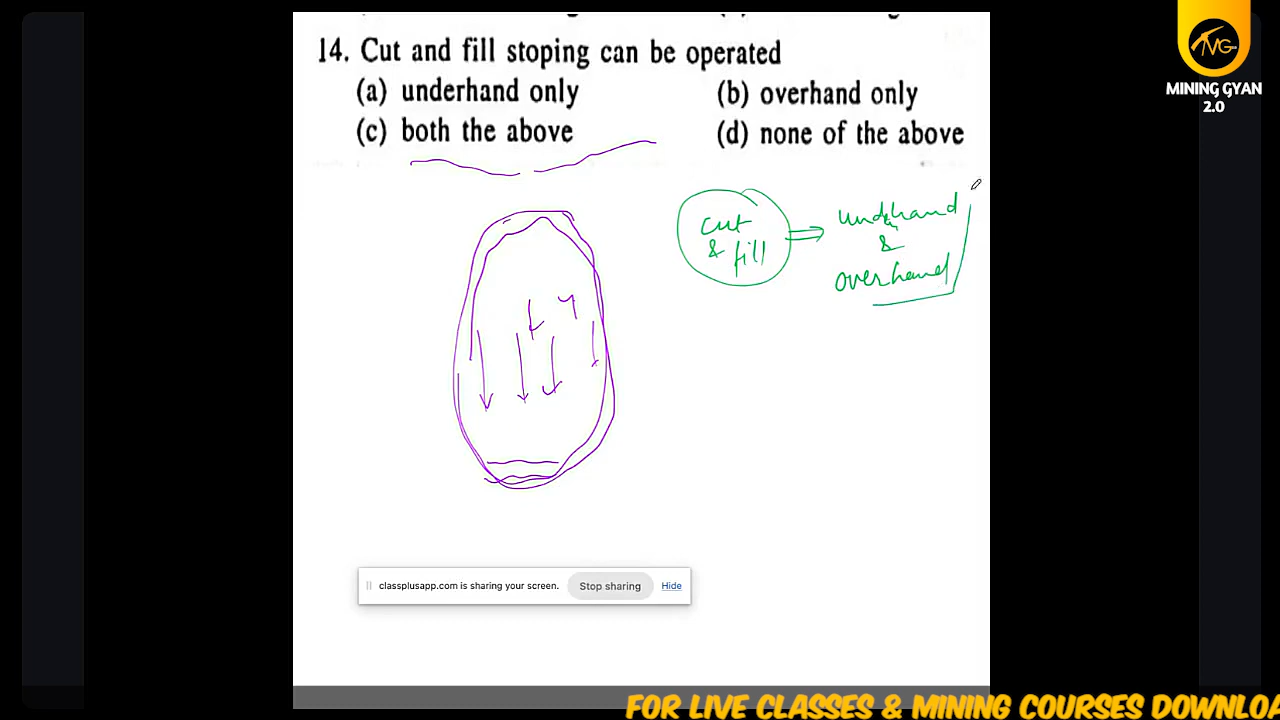 14. Cut and fill stoping can be operated
(a) underhand only
(b) overhand only
(c) both the above
(d) none of the above
cut
& fill
undehand
&
overhand
classplusapp.com is sharing your screen.
Stop sharing
Hide
MINING GYAN
2.0
FOR LIVE CLASSES & MINING COURSES DOWNLOA